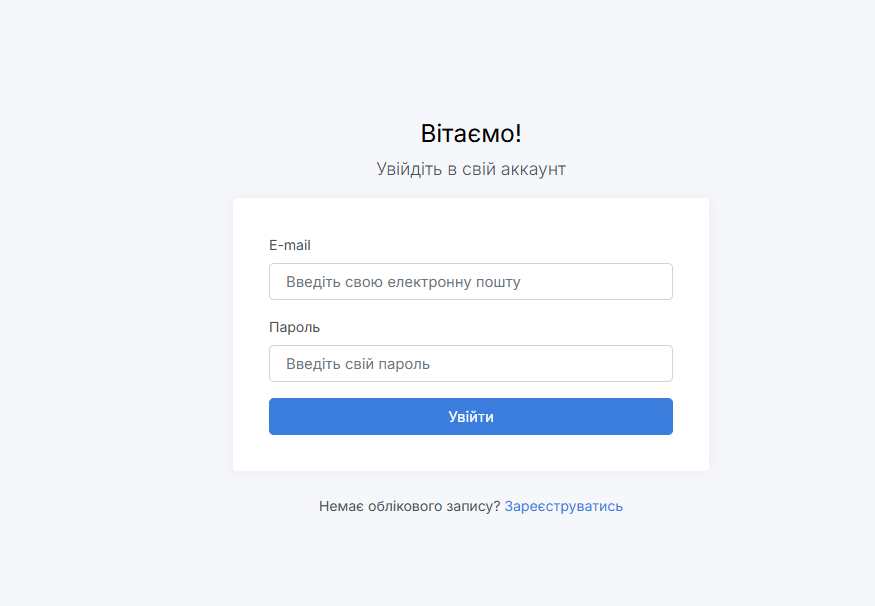 Вітаємо!
Увійдіть в свій аккаунт
E-mail
Введіть свою електронну пошту
Пароль
Введіть свій пароль
Увійти
Немає облікового запису? Зареєструватись